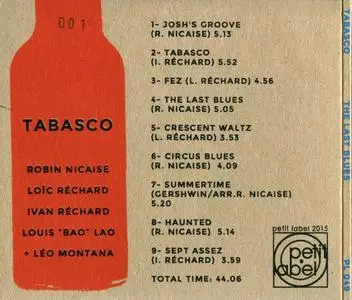 001
TABASCO
ROBIN NICAISE
LOÏC RÉCHARD
IVAN RÉCHARD
LOUIS "BAO" LAO
+ LÉO MONTANA
1- JOSH'S GROOVE
(R. NICAISE) 5.13
2- TABASCO
(I. RÉCHARD) 5.52
3- FEZ (L. RÉCHARD) 4.56
4- THE LAST BLUES
(R. NICAISE) 5.05
5- CRESCENT WALTZ
(L. RÉCHARD) 3.53
6- CIRCUS BLUES
(R. NICAISE) 4.09
7- SUMMERTIME
(GERSHWIN/ARR.R. NICAISE)
5.20
8- HAUNTED
(R. NICAISE) 5.14
9- SEPT ASSEZ
(I. RÉCHARD) 3.59
TOTAL TIME: 44.06
petit label 2015
petit
label
TABASCO THE LAST BLUES PL 049